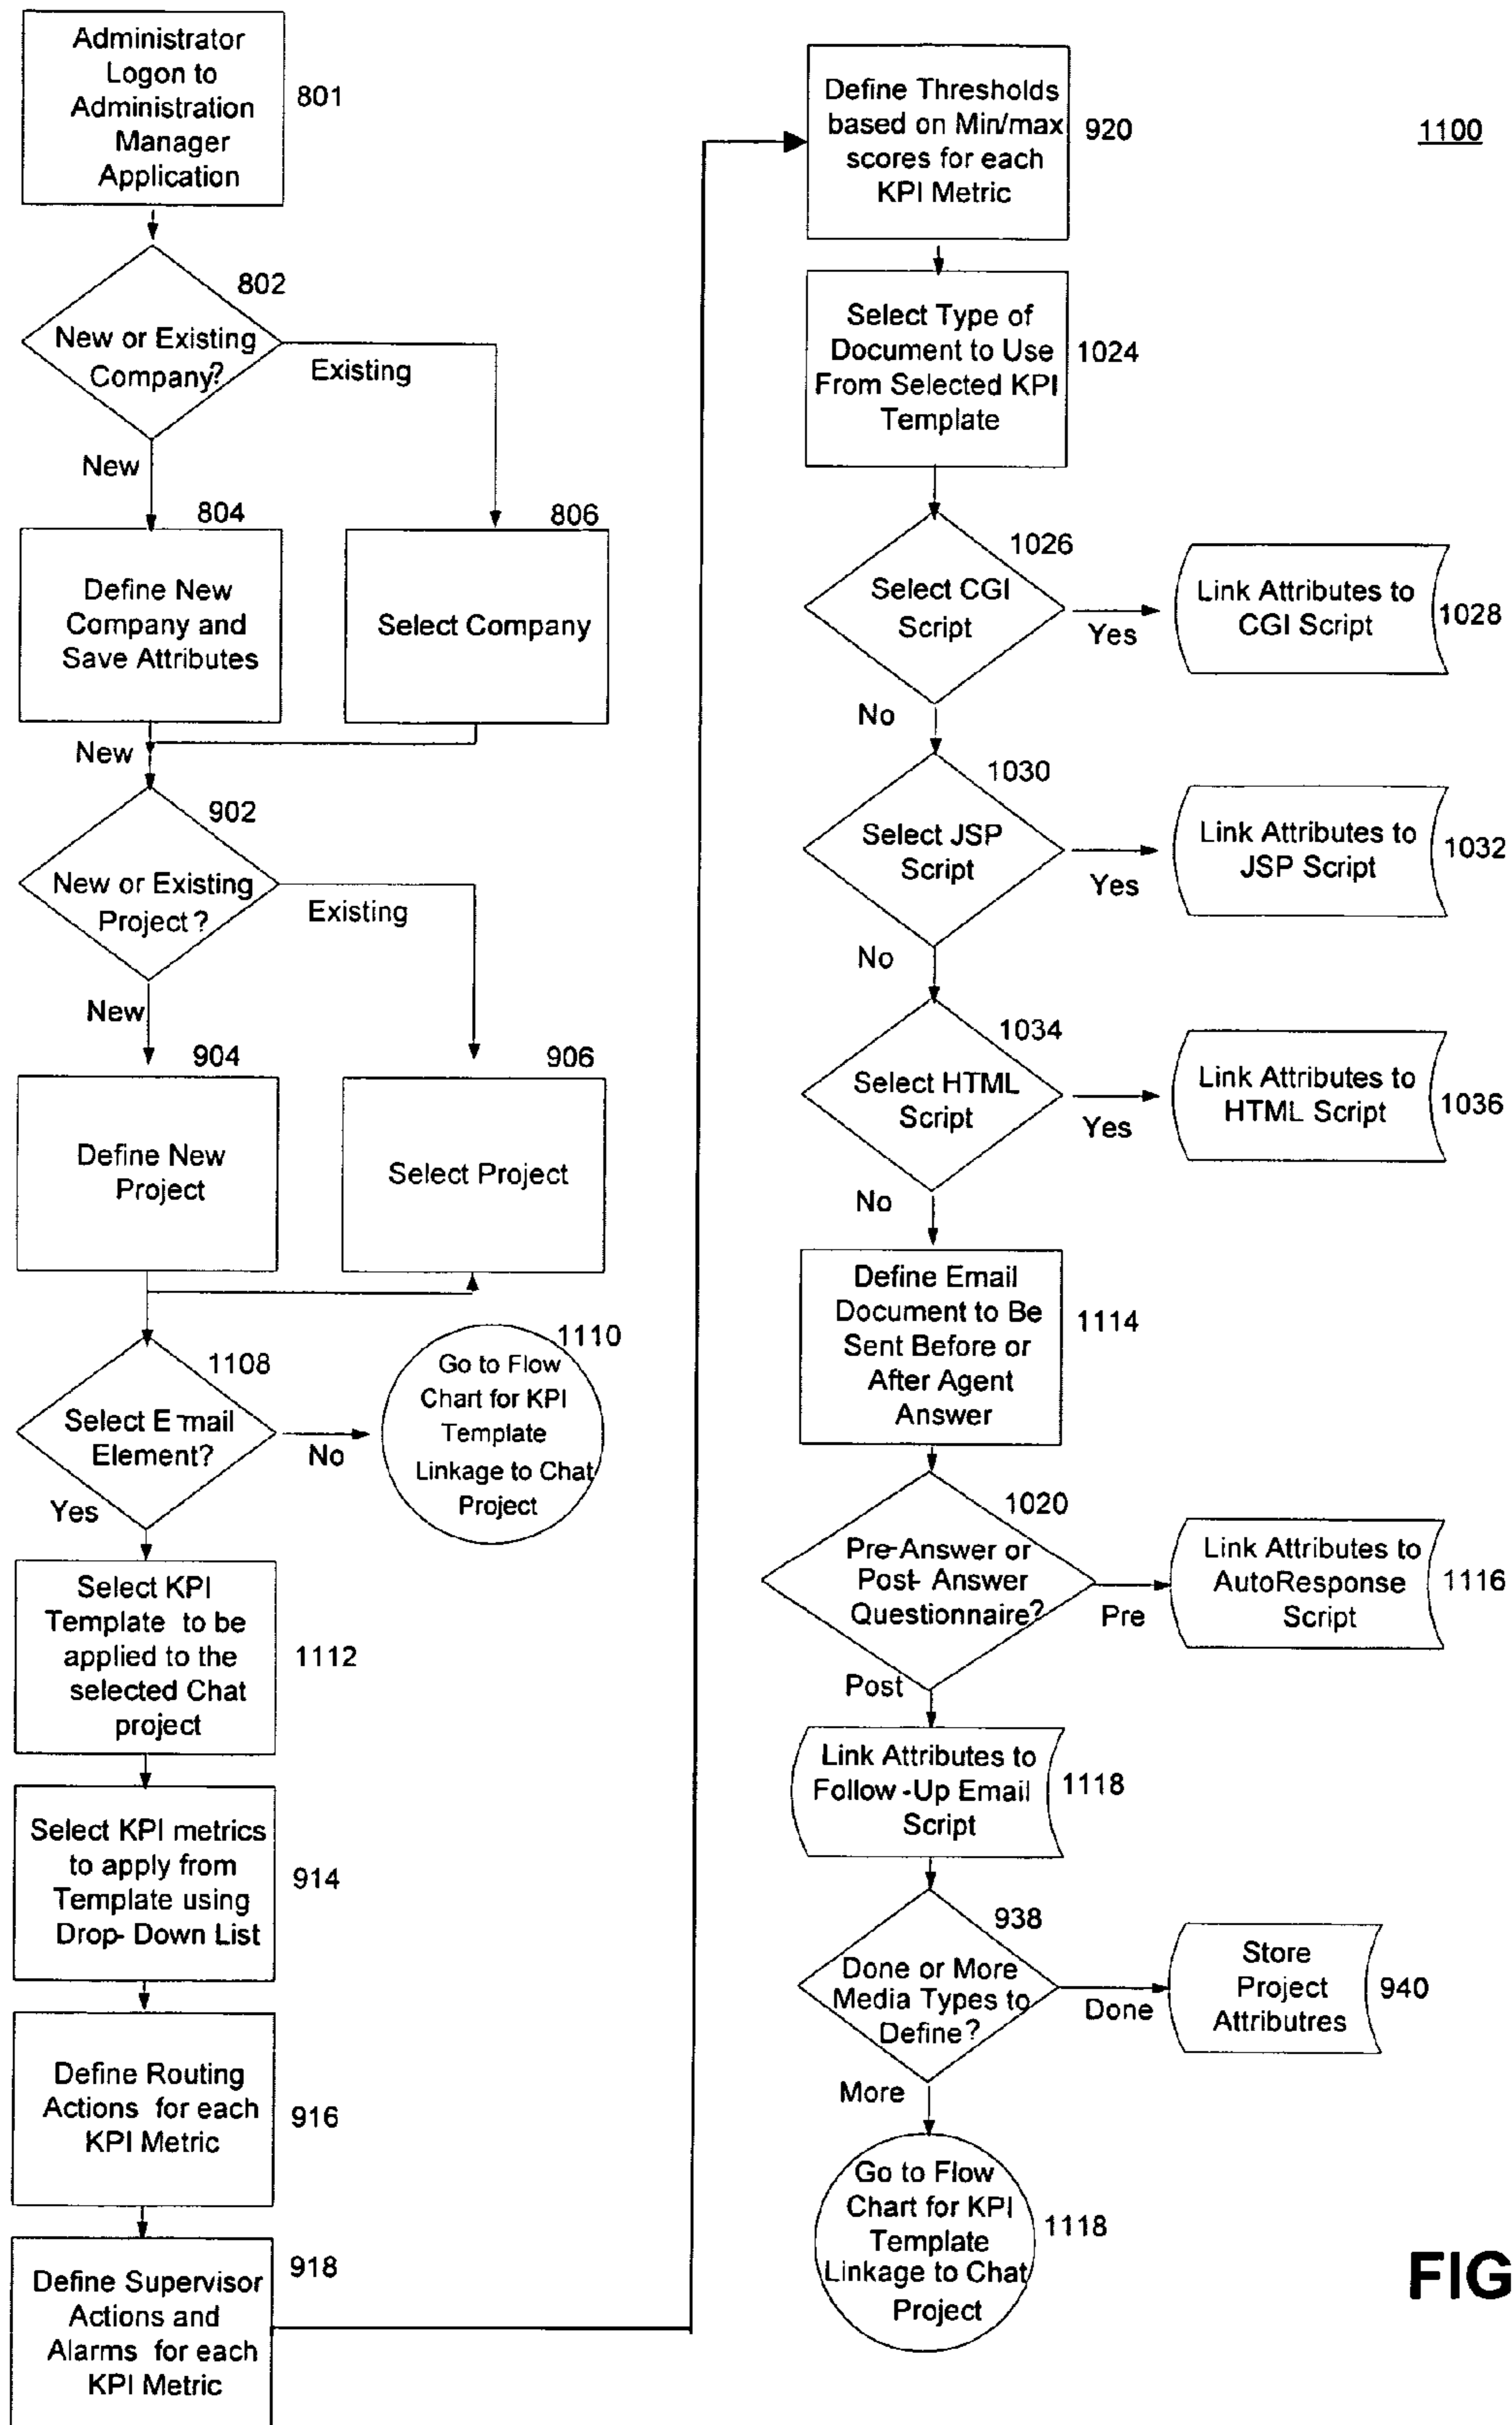 Administrator
Logon to
Administration
Manager
Application
801
802
New or Existing
Company?
Existing
New
804
806
Define New
Company and
Save Attributes
Select Company
New
902
New or Existing
Project ?
Existing
New
904
906
Define New
Project
Select Project
1108
Select E-mail
Element?
No
Yes
1110
Go to Flow
Chart for KPI
Template
Linkage to Chat
Project
Select KPI
Template to be
applied to the
selected Chat
project
1112
Select KPI metrics
to apply from
Template using
Drop- Down List
914
Define Routing
Actions for each
KPI Metric
916
Define Supervisor
Actions and
Alarms for each
KPI Metric
918
Define Thresholds
based on Min/max
scores for each
KPI Metric
920
1100
Select Type of
Document to Use
From Selected KPI
Template
1024
1026
Select CGI
Script
Yes
No
Link Attributes to
CGI Script
1028
1030
Select JSP
Script
Yes
No
Link Attributes to
JSP Script
1032
1034
Select HTML
Script
Yes
No
Link Attributes to
HTML Script
1036
Define Email
Document to Be
Sent Before or
After Agent
Answer
1114
1020
Pre-Answer or
Post- Answer
Questionnaire?
Pre
Post
Link Attributes to
AutoResponse
Script
1116
Link Attributes to
Follow -Up Email
Script
1118
938
Done or More
Media Types to
Define?
Done
More
Store
Project
Attributres
940
Go to Flow
Chart for KPI
Template
Linkage to Chat
Project
1118
FIG